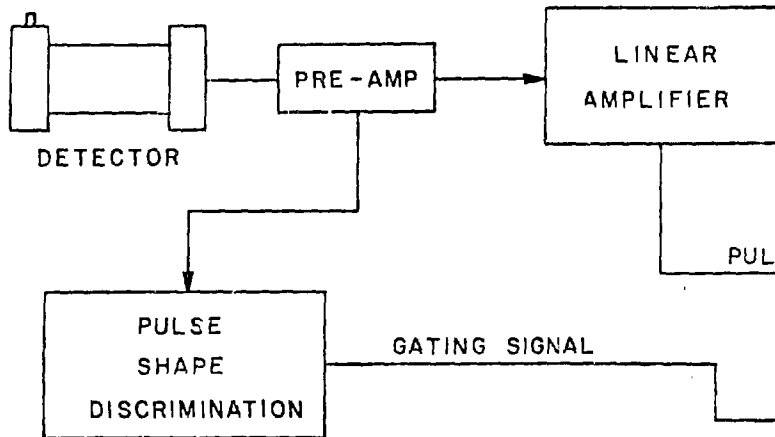 PRE-AMP
LINEAR
AMPLIFIER
DETECTOR
PUL
PULSE
SHAPE
DISCRIMINATION
GATING SIGNAL